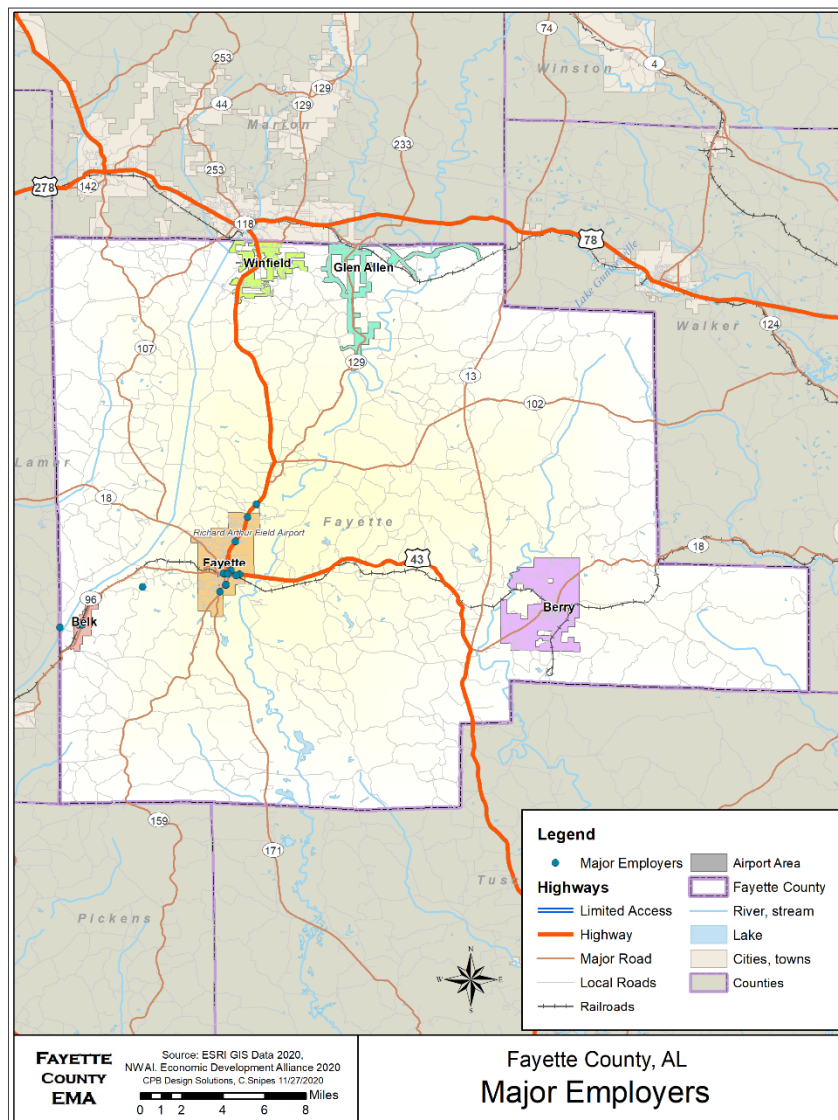 253
74
4
Winston
129
44
129
Marion
233
253
278
142
118
78
Winfield
Glen Allen
Walker
124
107
129
13
102
Lamar
18
Richard Arthur Field Airport
Fayette
Fayette
43
18
96
Belk
Berry
159
171
Pickens
Tus
N
W
E
S
Legend
Major Employers
Highways
Limited Access
Highway
Major Road
Local Roads
Railroads
Airport Area
Fayette County
River, stream
Lake
Cities, towns
Counties
FAYETTE
COUNTY
EMA
Source: ESRI GIS Data 2020,
NWAl. Economic Development Alliance 2020
CPB Design Solutions, C.Snipes 11/27/2020
Miles
0 1 2 4 6 8
Fayette County, AL
Major Employers